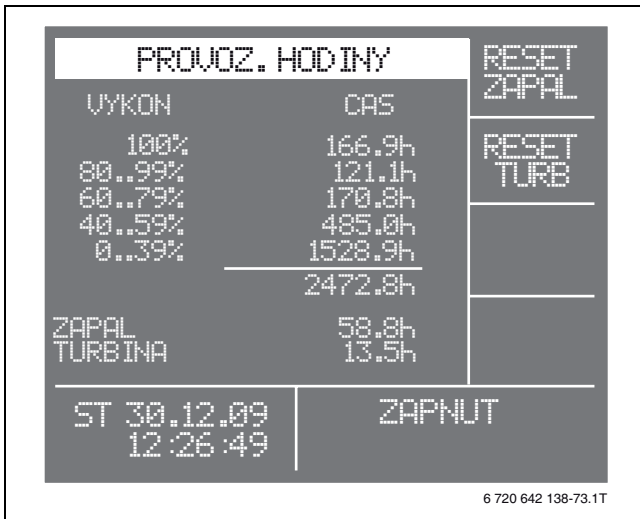 PROVOZ. HODINY
RESET
ZAPAL
VYKON CAS
100% 166.9h
RESET
TURB
80..99% 121.1h
60..79% 170.8h
40..59% 485.0h
0..39% 1528.9h
2472.8h
ZAPAL 58.8h
TURBINA 13.5h
ST 30.12.09
12:26:49
ZAPNUT
6 720 642 138-73.1T